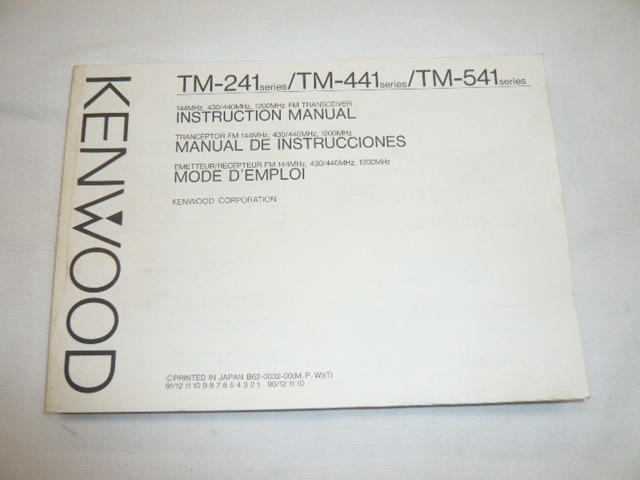 KENWOOD
TM-241series/TM-441series/TM-541series
144MHz, 430/440MHz, 1200MHz FM TRANSCEIVER
INSTRUCTION MANUAL
TRANCEPTOR FM 144MHz, 430/440MHz, 1200MHz
MANUAL DE INSTRUCCIONES
EMETTEUR/RECEPTEUR FM 144MHz, 430/440MHz, 1200MHz
MODE D'EMPLOI
KENWOOD CORPORATION
©PRINTED IN JAPAN B62-0032-00(M, P, W)(T)
91/12 11 10 9 8 7 6 5 4 3 2 1 90/12 11 10